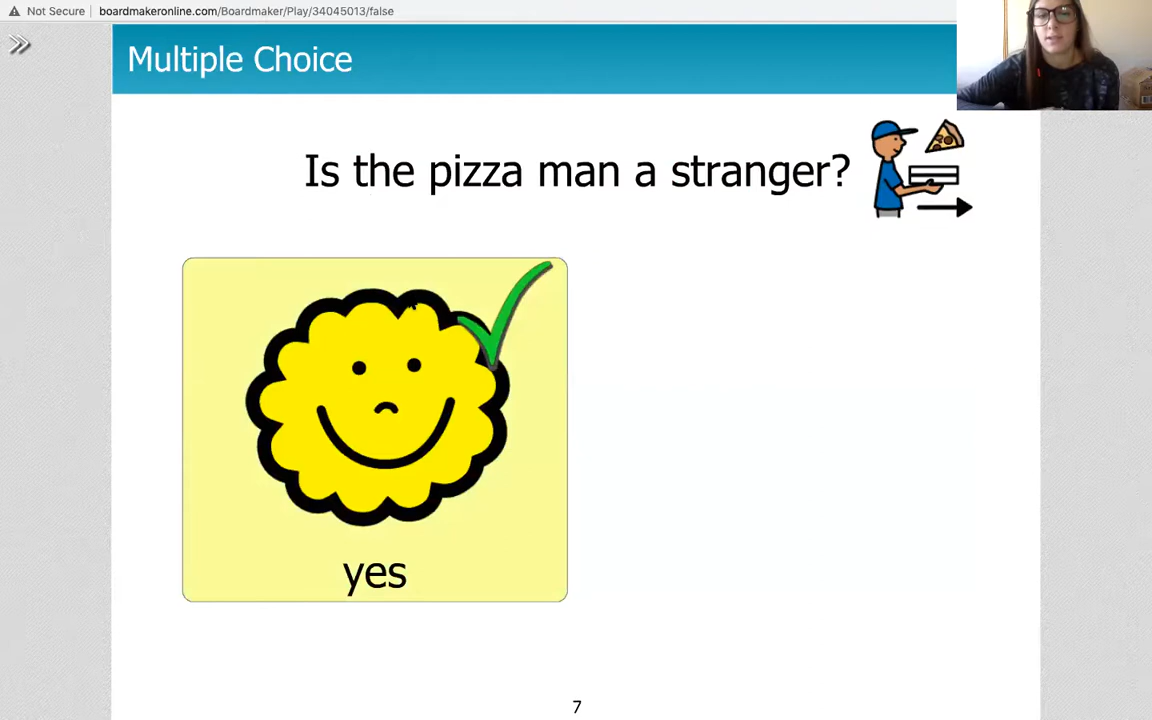 Not Secure boardmakeronline.com/Boardmaker/Play/34045013/false
Multiple Choice
Is the pizza man a stranger?
yes
7